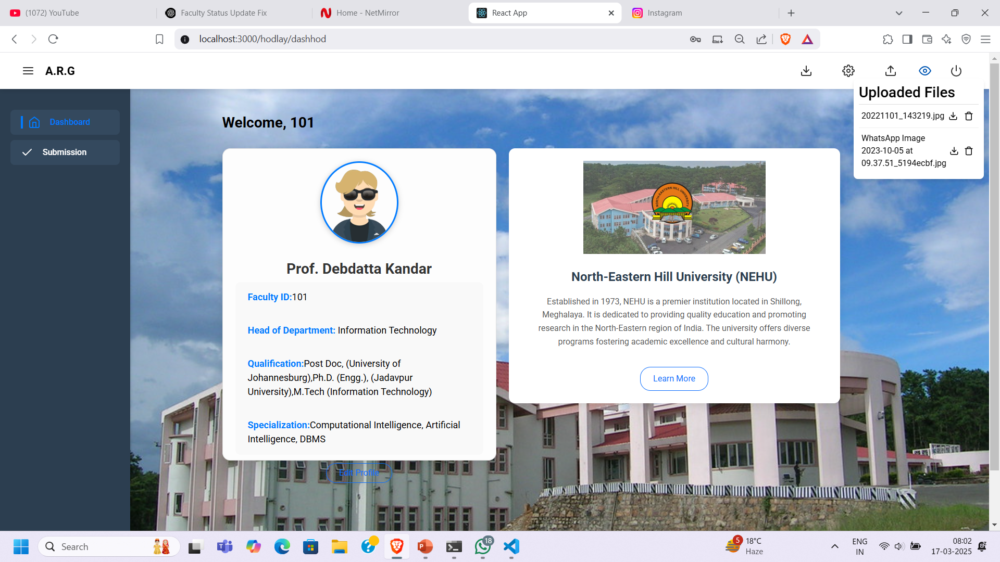 (1072) YouTube
Faculty Status Update Fix
Home - NetMirror
React App
Instagram
localhost:3000/hodlay/dashhod
A.R.G
Uploaded Files
20221101_143219.jpg
WhatsApp Image
2023-10-05 at
09.37.51_5194ecbf.jpg
Dashboard
Submission
Welcome, 101
Prof. Debdatta Kandar
Faculty ID:101
Head of Department: Information Technology
Qualification:Post Doc, (University of
Johannesburg),Ph.D. (Engg.), (Jadavpur
University),M.Tech (Information Technology)
Specialization:Computational Intelligence, Artificial
Intelligence, DBMS
Edit Profile
NORTH-EASTERN HILL UNIVERSITY
North-Eastern Hill University (NEHU)
Established in 1973, NEHU is a premier institution located in Shillong,
Meghalaya. It is dedicated to providing quality education and promoting
research in the North-Eastern region of India. The university offers diverse
programs fostering academic excellence and cultural harmony.
Learn More
Search
18
5
18°C
Haze
ENG
IN
08:02
17-03-2025